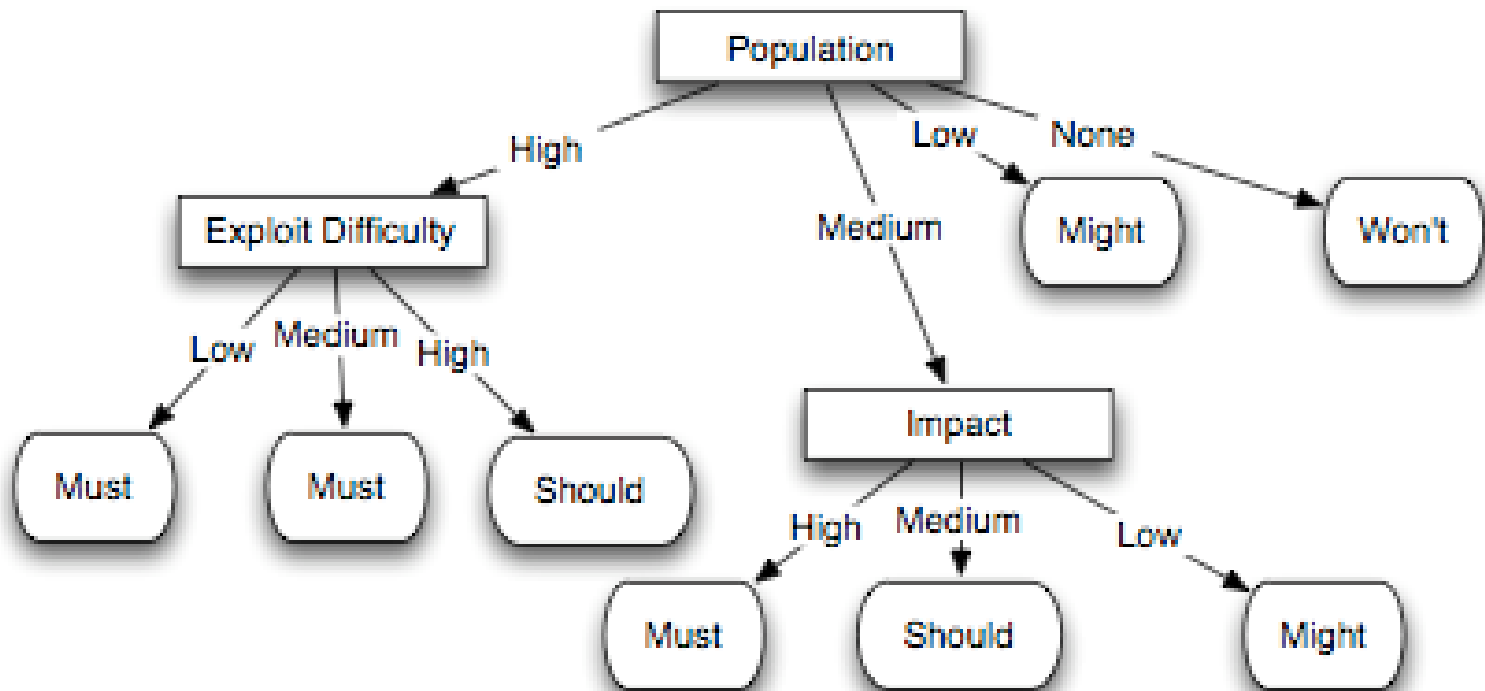 Population
High
Medium
Low
None
Exploit Difficulty
Might
Won't
Low
Medium
High
Must
Must
Should
Impact
High
Medium
Low
Must
Should
Might